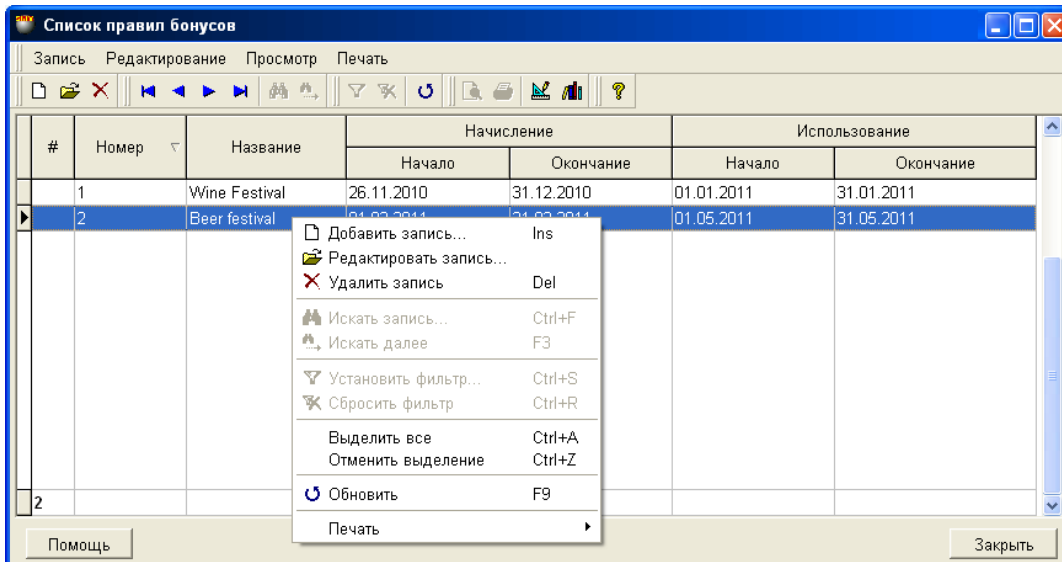 Список правил бонусов
Запись Редактирование Просмотр Печать
# Номер Название Начисление Использование
Начало Окончание Начало Окончание
1 Wine Festival 26.11.2010 31.12.2010 01.01.2011 31.01.2011
2 Beer festival 01.05.2011 31.05.2011
Добавить запись... Ins
Редактировать запись...
Удалить запись Del
Искать запись... Ctrl+F
Искать далее F3
Установить фильтр... Ctrl+S
Сбросить фильтр Ctrl+R
Выделить все Ctrl+A
Отменить выделение Ctrl+Z
Обновить F9
Печать
2
Помощь Закрыть